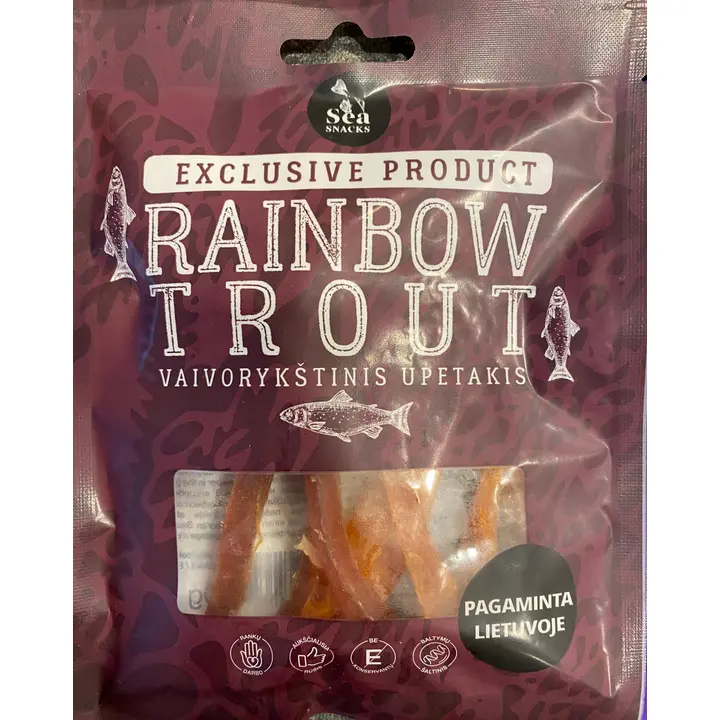 Sea
SNACKS
EXCLUSIVE PRODUCT
RAINBOW
TROUT
VAIVORYKŠTINIS UPETAKIS
PAGAMINTA
LIETUVOJE
RANKŲ
DARBO
AUKŠČIAUSIA
RŪŠIS
BE
E
KONSERVANTŲ
BALTYMŲ
ŠALTINIS